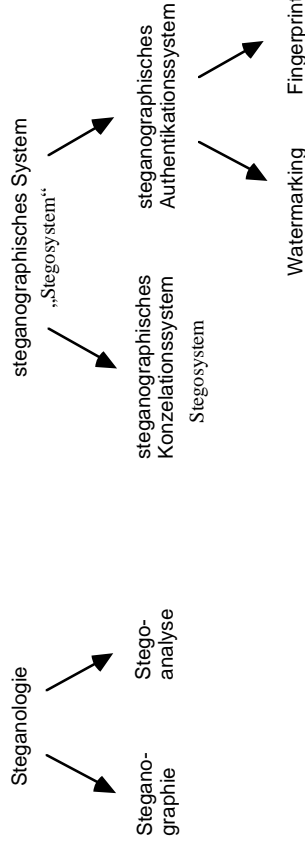 Steganologie
Stegano-
graphie
Stego-
analyse
steganographisches System
„Stegosystem“
steganographisches
Konzelationssystem
Stegosystem
steganographisches
Authentikationssystem
Watermarking
Fingerprint